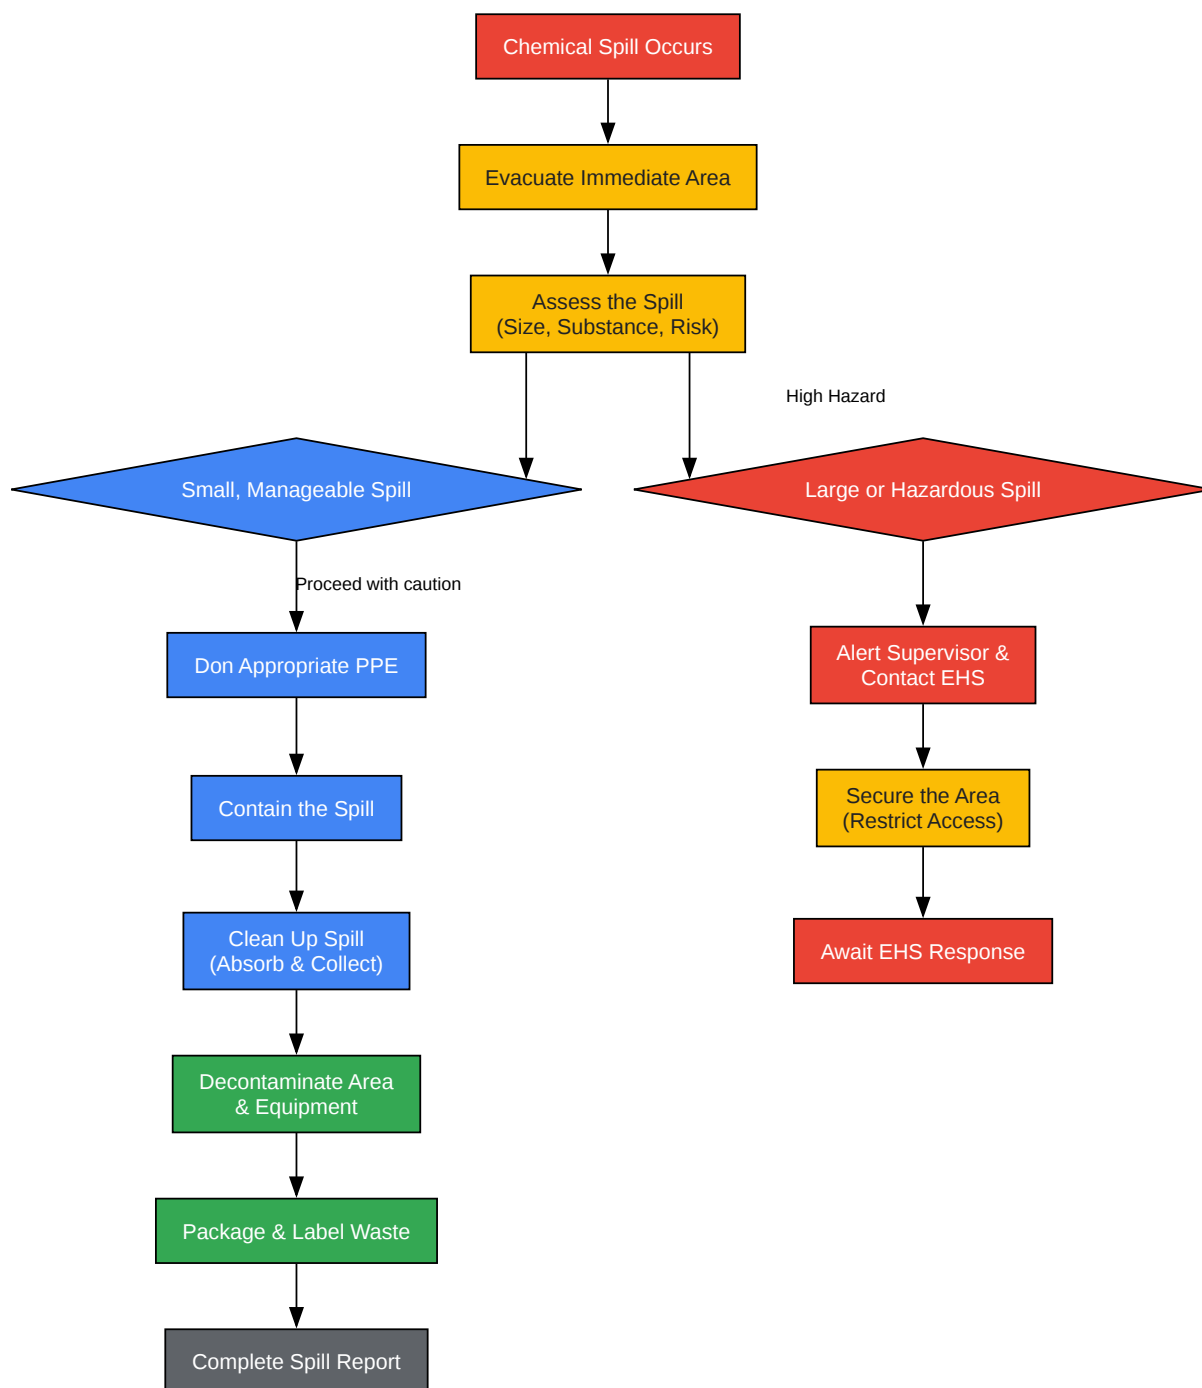 Chemical Spill Occurs
Evacuate Immediate Area
Assess the Spill
(Size, Substance, Risk)
High Hazard
Small, Manageable Spill
Large or Hazardous Spill
Proceed with caution
Don Appropriate PPE
Alert Supervisor &
Contact EHS
Contain the Spill
Secure the Area
(Restrict Access)
Clean Up Spill
(Absorb & Collect)
Await EHS Response
Decontaminate Area
& Equipment
Package & Label Waste
Complete Spill Report